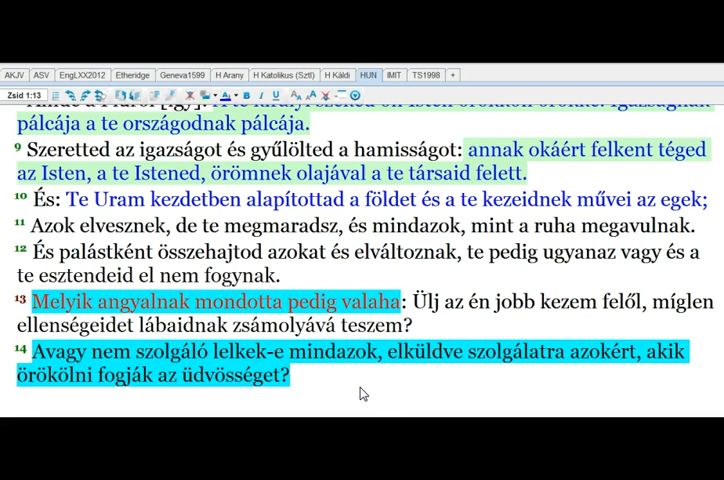 AKJV ASV EngLXX2012 Etheridge Geneva1599 H Arany H Katolikus (Sztl) H Káldi HUN IMIT TS1998 +
Zsid 1:13
pálcája a te országodnak pálcája.
9 Szeretted az igazságot és gyűlölted a hamisságot: annak okáért felkent téged
az Isten, a te Istened, örömnek olajával a te társaid felett.
10 És: Te Uram kezdetben alapítottad a földet és a te kezeidnek művei az egek;
11 Azok elvesznek, de te megmaradsz, és mindazok, mint a ruha megavulnak.
12 És palástként összehajtod azokat és elváltoznak, te pedig ugyanaz vagy és a
te esztendeid el nem fogynak.
13 Melyik angyalnak mondotta pedig valaha: Ülj az én jobb kezem felől, míglen
ellenségeidet lábaidnak zsámolyává teszem?
14 Avagy nem szolgáló lelkek-e mindazok, elküldve szolgálatra azokért, akik
örökölni fogják az üdvösséget?